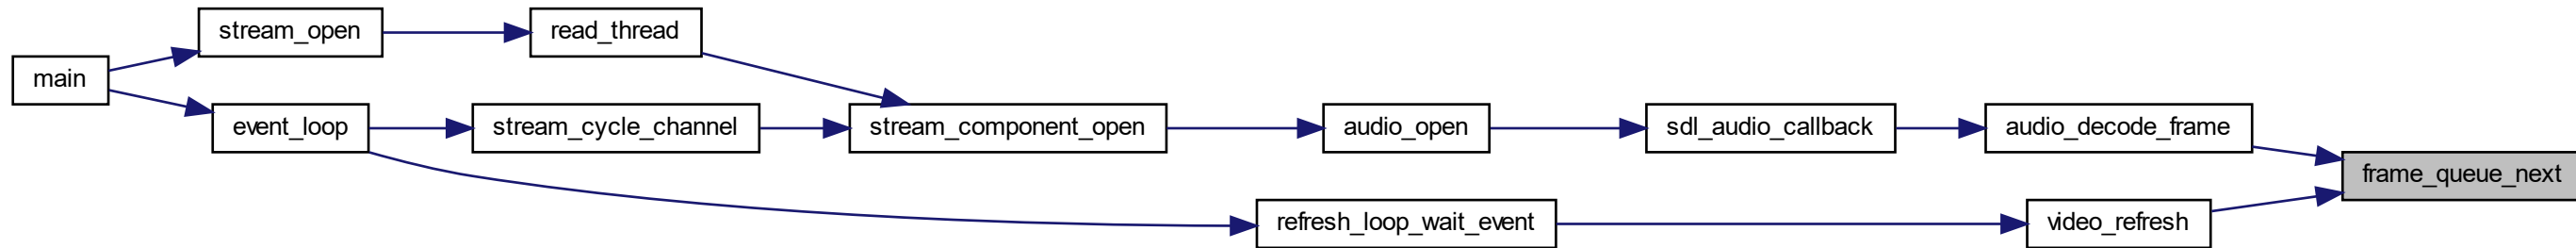 stream_open
read_thread
main
event_loop
stream_cycle_channel
stream_component_open
audio_open
sdl_audio_callback
audio_decode_frame
frame_queue_next
refresh_loop_wait_event
video_refresh